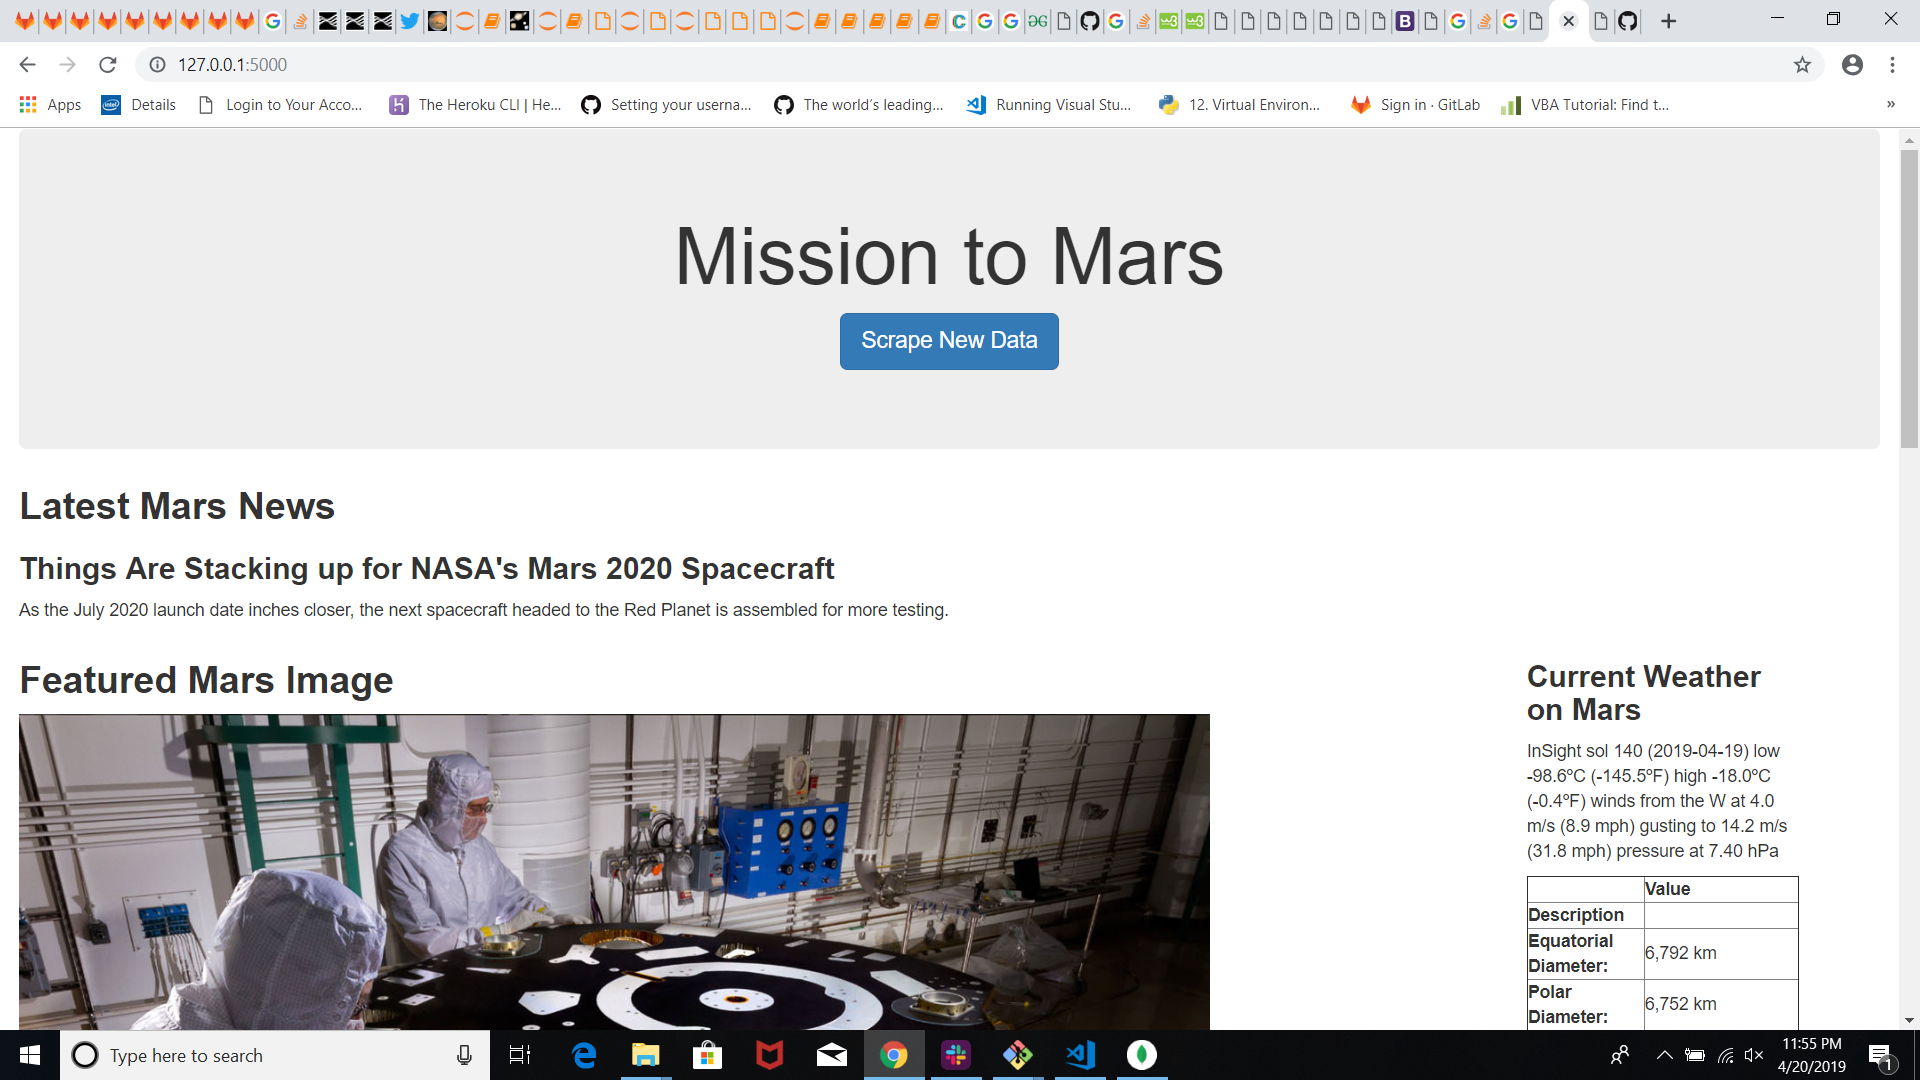 127.0.0.1:5000
Apps
Details
Login to Your Acco...
The Heroku CLI | He...
Setting your userna...
The world's leading...
Running Visual Stu...
12. Virtual Environ...
Sign in · GitLab
VBA Tutorial: Find t...
»
Mission to Mars
Scrape New Data
Latest Mars News
Things Are Stacking up for NASA's Mars 2020 Spacecraft
As the July 2020 launch date inches closer, the next spacecraft headed to the Red Planet is assembled for more testing.
Featured Mars Image
Current Weather
on Mars
InSight sol 140 (2019-04-19) low
-98.6ºC (-145.5ºF) high -18.0ºC
(-0.4ºF) winds from the W at 4.0
m/s (8.9 mph) gusting to 14.2 m/s
(31.8 mph) pressure at 7.40 hPa
Value
Description
Equatorial
Diameter:
6,792 km
Polar
Diameter:
6,752 km
Type here to search
11:55 PM
4/20/2019
1